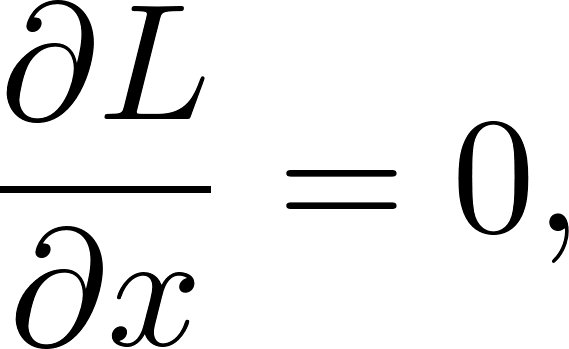 ∂L/∂x = 0,